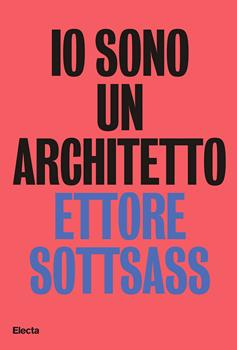 IO SONO
UN
ARCHITETTO
ETTORE
SOTTSASS
Electa